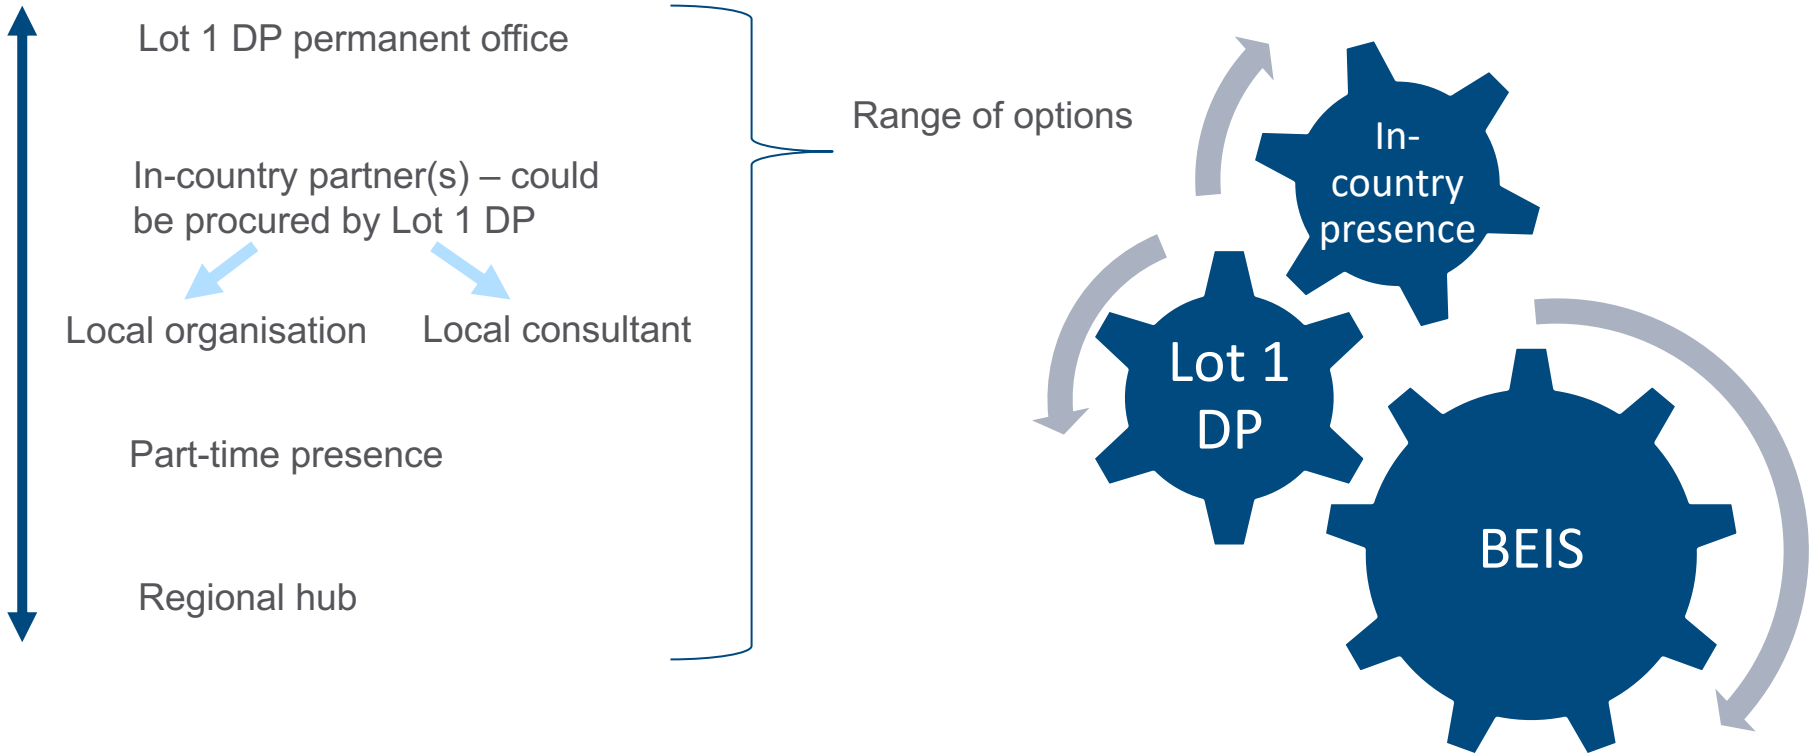 Lot 1 DP permanent office
In-country partner(s) – could
be procured by Lot 1 DP
Local organisation
Local consultant
Part-time presence
Regional hub
Range of options
In-
country
presence
Lot 1
DP
BEIS